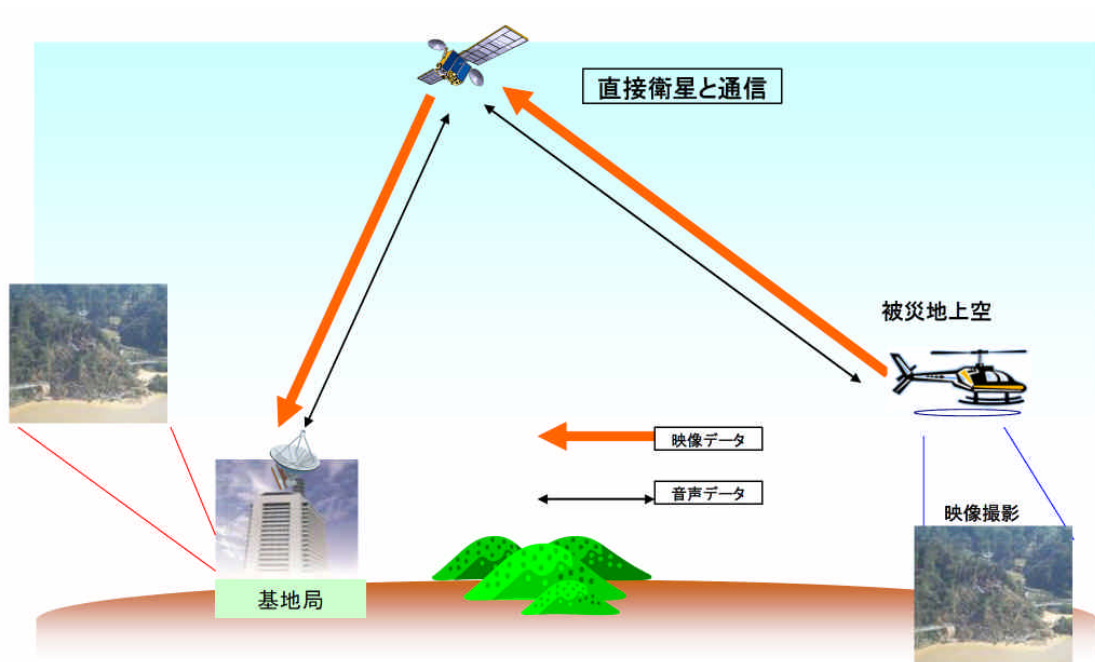 直接衛星と通信
被災地上空
映像データ
音声データ
映像撮影
基地局